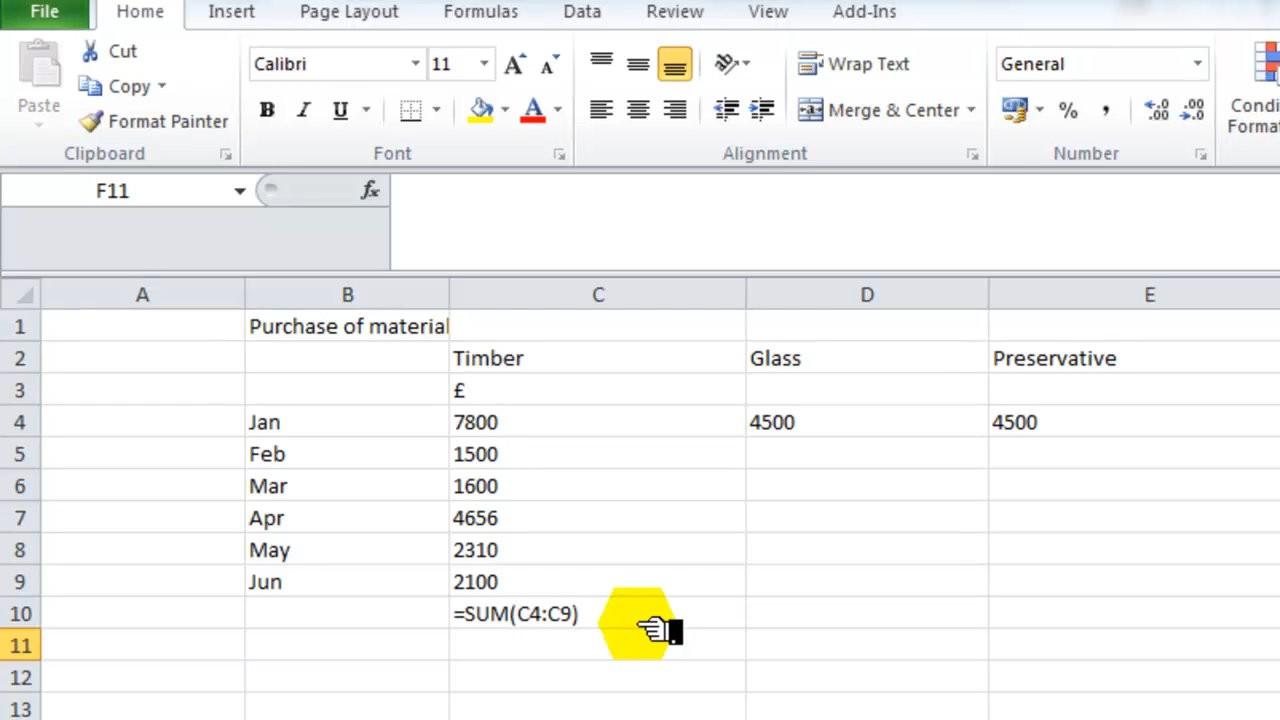 File Home Insert Page Layout Formulas Data Review View Add-Ins
Cut
Calibri 11 Wrap Text General
Copy
Paste
B I U Merge & Center % , .00 .00
Format Painter
Clipboard Font Alignment Number
F11 fx
A B C D E
1 Purchase of material
2 Timber Glass Preservative
3 £
4 Jan 7800 4500 4500
5 Feb 1500
6 Mar 1600
7 Apr 4656
8 May 2310
9 Jun 2100
10 =SUM(C4:C9)
11
12
13